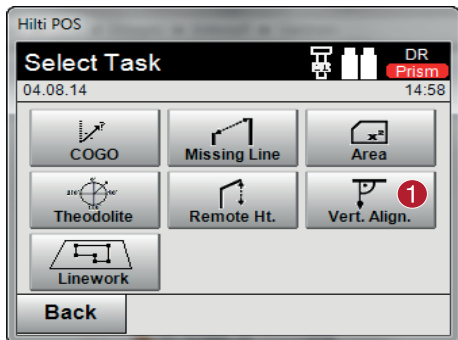 Hilti POS
Select Task
DR
Prism
04.08.14 14:58
COGO Missing Line x² Area
Theodolite Remote Ht. Vert. Align. 1
Linework
Back